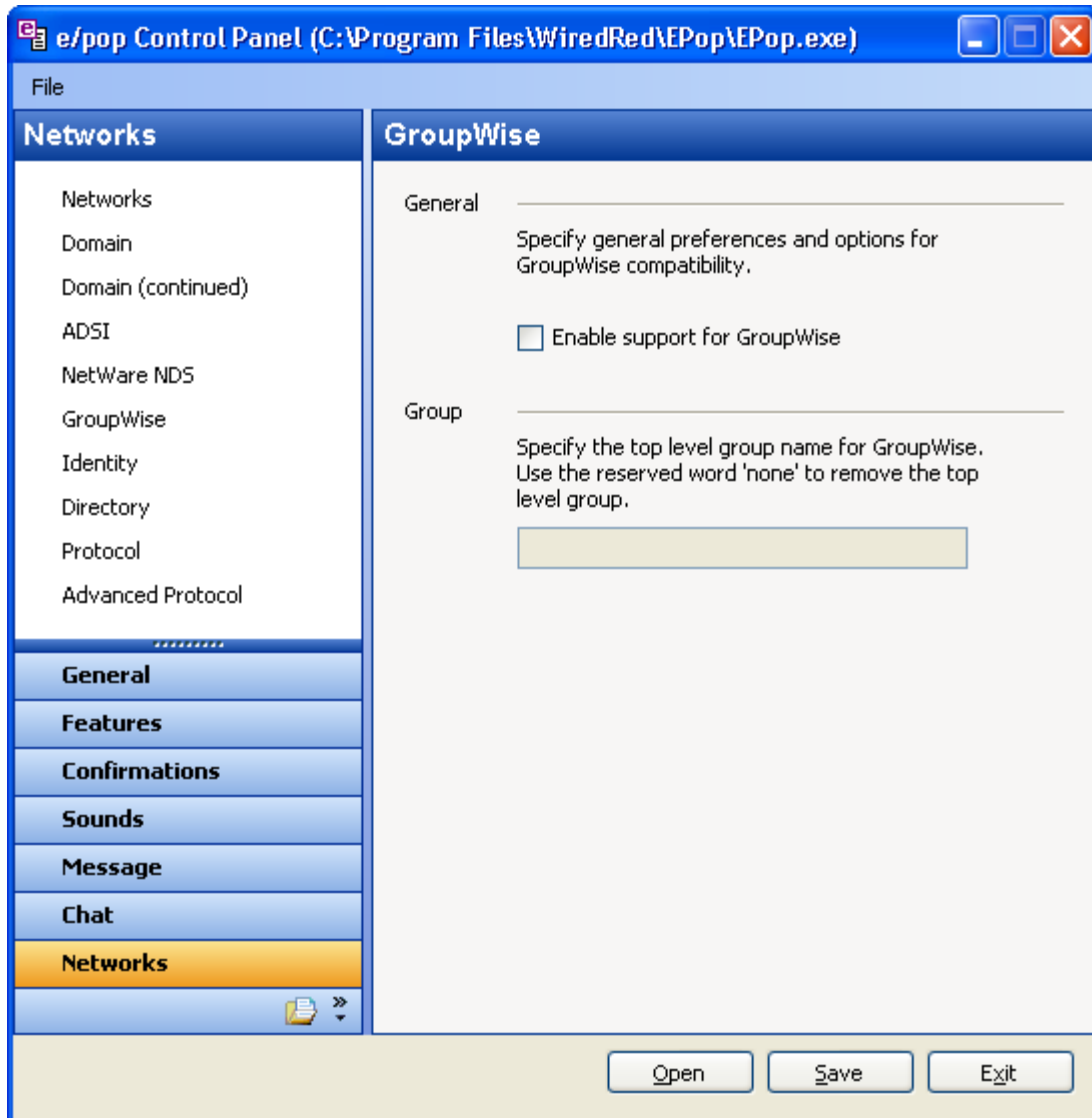 e/pop Control Panel (C:\Program Files\WiredRed\EPop\EPop.exe)
File
Networks
Networks
Domain
Domain (continued)
ADSI
NetWare NDS
GroupWise
Identity
Directory
Protocol
Advanced Protocol
General
Features
Confirmations
Sounds
Message
Chat
Networks
GroupWise
General
Specify general preferences and options for
GroupWise compatibility.
Enable support for GroupWise
Group
Specify the top level group name for GroupWise.
Use the reserved word 'none' to remove the top
level group.
Open
Save
Exit